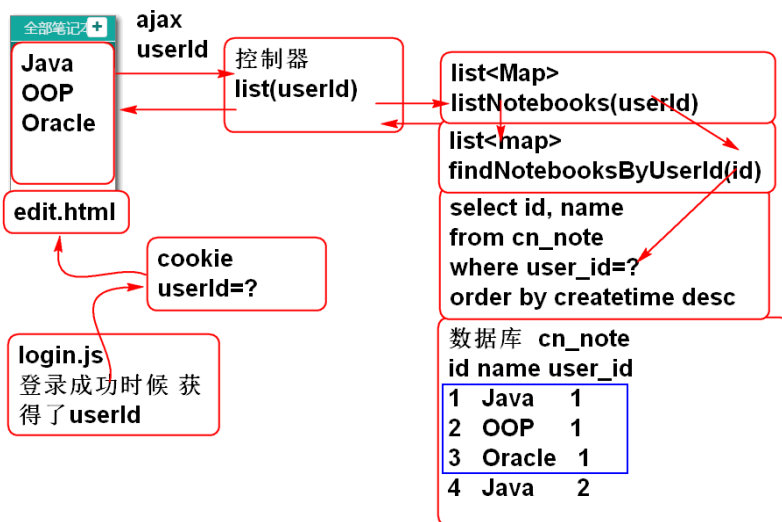 全部笔记本
+
Java
OOP
Oracle
edit.html
ajax
userId
控制器
list(userId)
cookie
userId=?
login.js
登录成功时候 获
得了userId
list<Map>
listNotebooks(userId)
list<map>
findNotebooksByUserId(id)
select id, name
from cn_note
where user_id=?
order by createtime desc
数据库 cn_note
id name user_id
1 Java 1
2 OOP 1
3 Oracle 1
4 Java 2